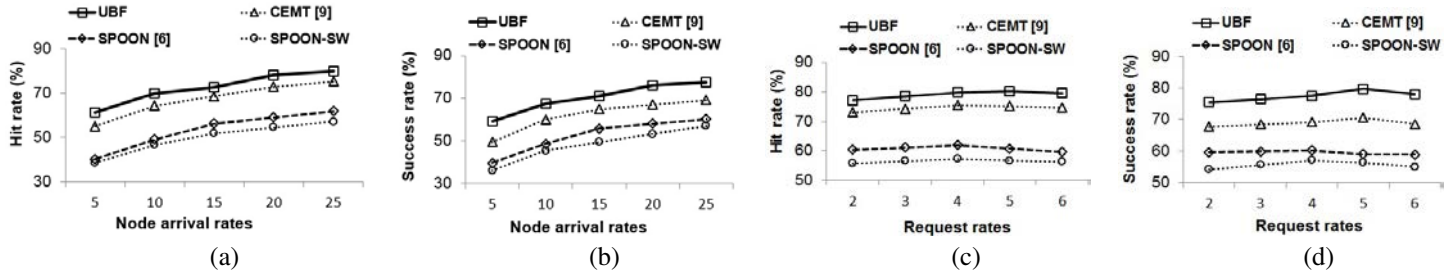 UBF CEMT [9]
SPOON [6] SPOON-SW
Hit rate (%)
90
70
50
30
5 10 15 20 25
Node arrival rates
(a)
UBF CEMT [9]
SPOON [6] SPOON-SW
Success rate (%)
90
70
50
30
5 10 15 20 25
Node arrival rates
(b)
UBF CEMT [9]
SPOON [6] SPOON-SW
Hit rate (%)
90
80
70
60
50
2 3 4 5 6
Request rates
(c)
UBF CEMT [9]
SPOON [6] SPOON-SW
Success rate (%)
90
80
70
60
50
2 3 4 5 6
Request rates
(d)